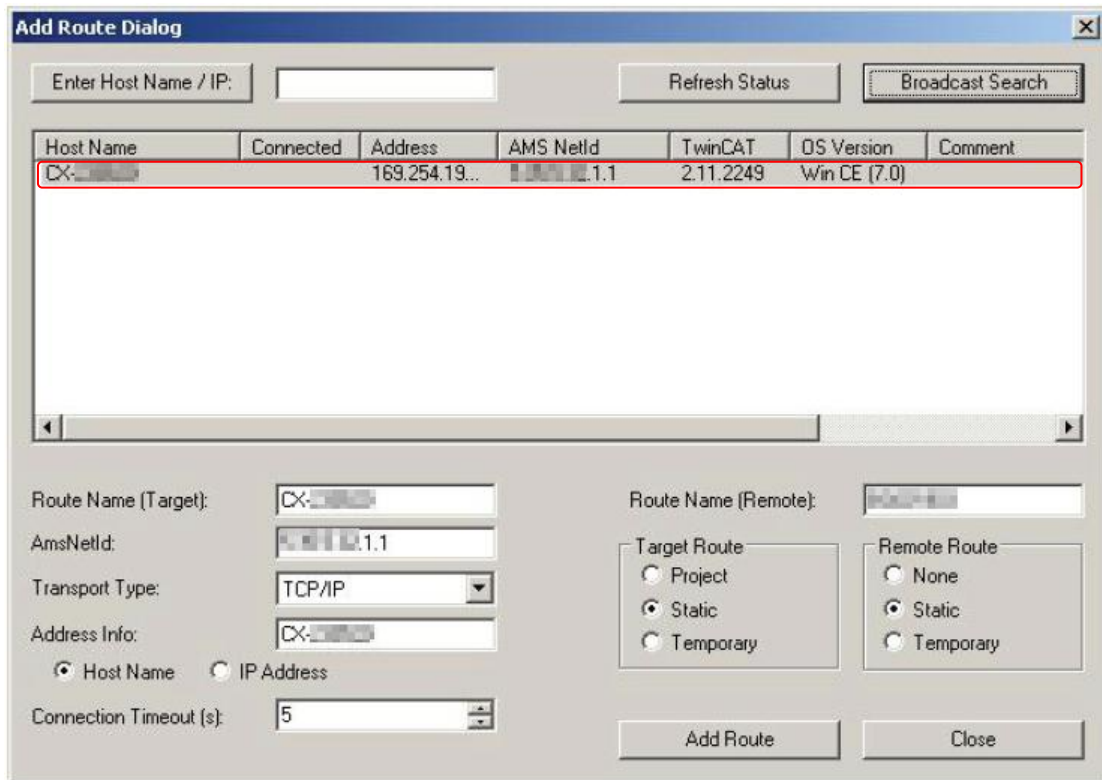 Add Route Dialog
Enter Host Name / IP: Refresh Status Broadcast Search
Host Name Connected Address AMS NetId TwinCAT OS Version Comment
CX- 169.254.19... .1.1 2.11.2249 Win CE (7.0)
Route Name (Target): CX- Route Name (Remote):
AmsNetId: .1.1 Target Route Remote Route
Project None
Transport Type: TCP/IP Static Static
Address Info: CX- Temporary Temporary
Host Name IP Address
Connection Timeout (s): 5
Add Route Close